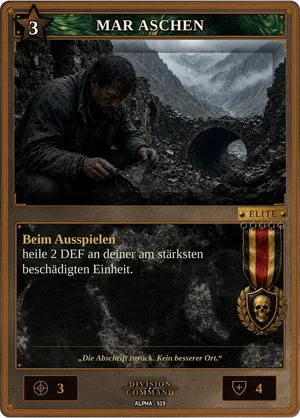 3
MAR ASCHEN
ELITE
Beim Ausspielen
heile 2 DEF an deiner am stärksten
beschädigten Einheit.
„Die Abschrift zurück. Kein besserer Ort.“
3
DIVISION
COMMAND
ALPHA - 519
4